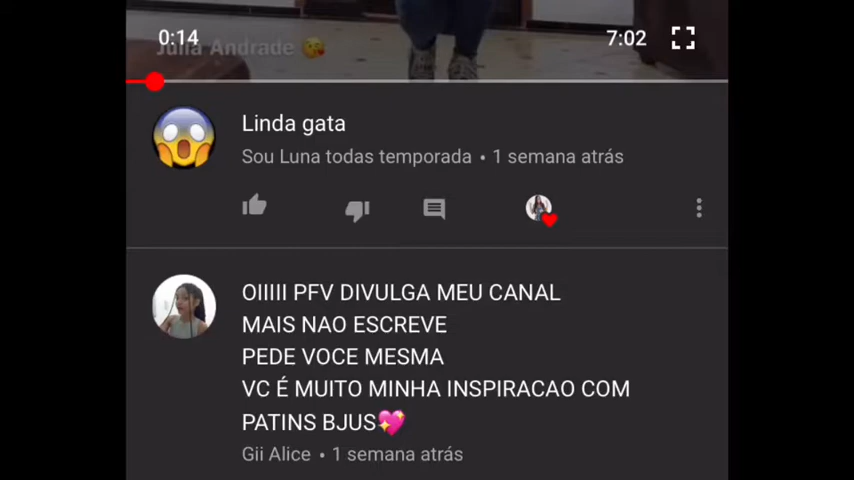 0:14
7:02
Julia Andrade 😘
Linda gata
Sou Luna todas temporada • 1 semana atrás
OIIIII PFV DIVULGA MEU CANAL
MAIS NAO ESCREVE
PEDE VOCE MESMA
VC É MUITO MINHA INSPIRACAO COM
PATINS BJUS💖
Gii Alice • 1 semana atrás